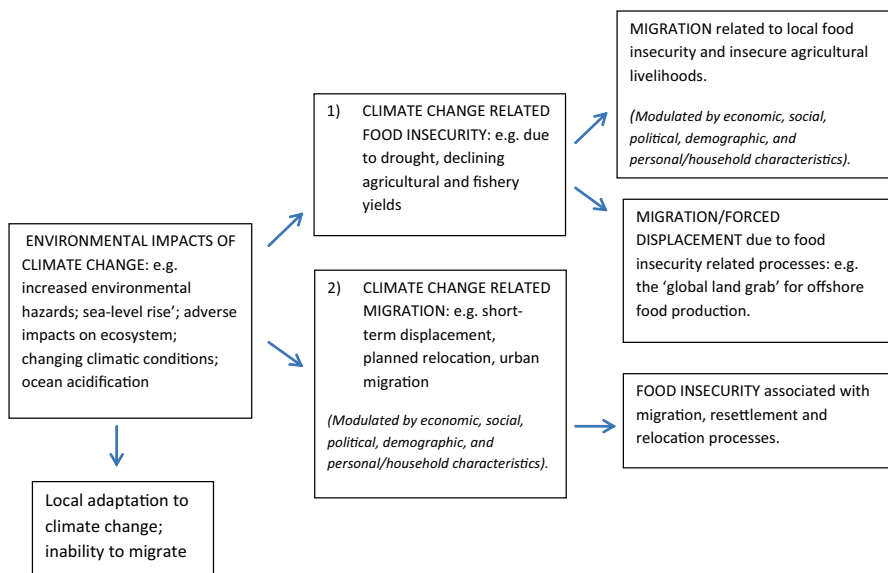 ENVIRONMENTAL IMPACTS OF
CLIMATE CHANGE: e.g.
increased environmental
hazards; sea-level rise’; adverse
impacts on ecosystem;
changing climatic conditions;
ocean acidification
Local adaptation to
climate change;
inability to migrate
1) CLIMATE CHANGE RELATED
FOOD INSECURITY: e.g. due
to drought, declining
agricultural and fishery
yields
2) CLIMATE CHANGE RELATED
MIGRATION: e.g. short-
term displacement,
planned relocation, urban
migration
(Modulated by economic, social,
political, demographic, and
personal/household characteristics).
MIGRATION related to local food
insecurity and insecure agricultural
livelihoods.
(Modulated by economic, social,
political, demographic, and
personal/household characteristics).
MIGRATION/FORCED
DISPLACEMENT due to food
insecurity related processes: e.g.
the ‘global land grab’ for offshore
food production.
FOOD INSECURITY associated with
migration, resettlement and
relocation processes.